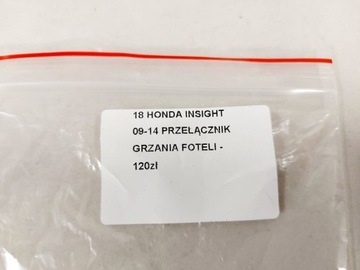 18 HONDA INSIGHT
09-14 PRZEŁĄCZNIK
GRZANIA FOTELI -
120zł